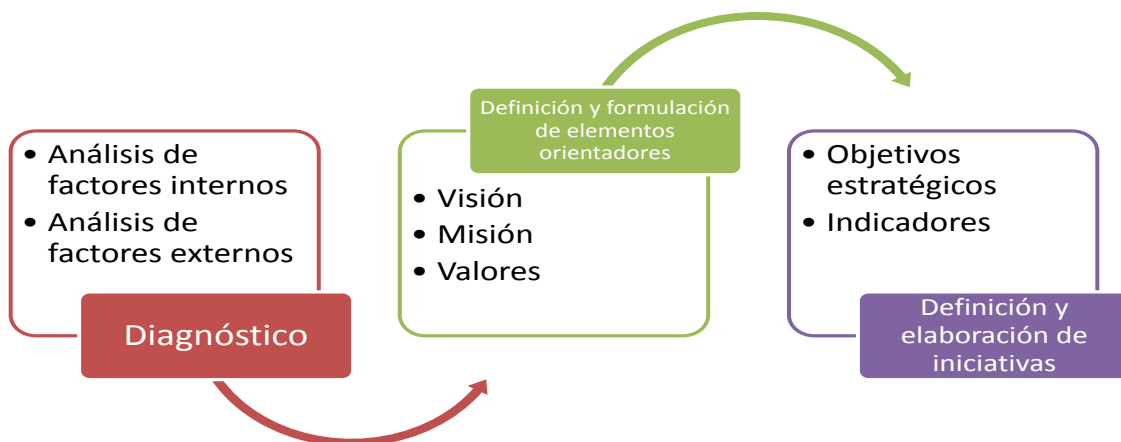 • Análisis de
factores internos
• Análisis de
factores externos
Diagnóstico
Definición y formulación
de elementos
orientadores
• Visión
• Misión
• Valores
• Objetivos
estratégicos
• Indicadores
Definición y
elaboración de
iniciativas